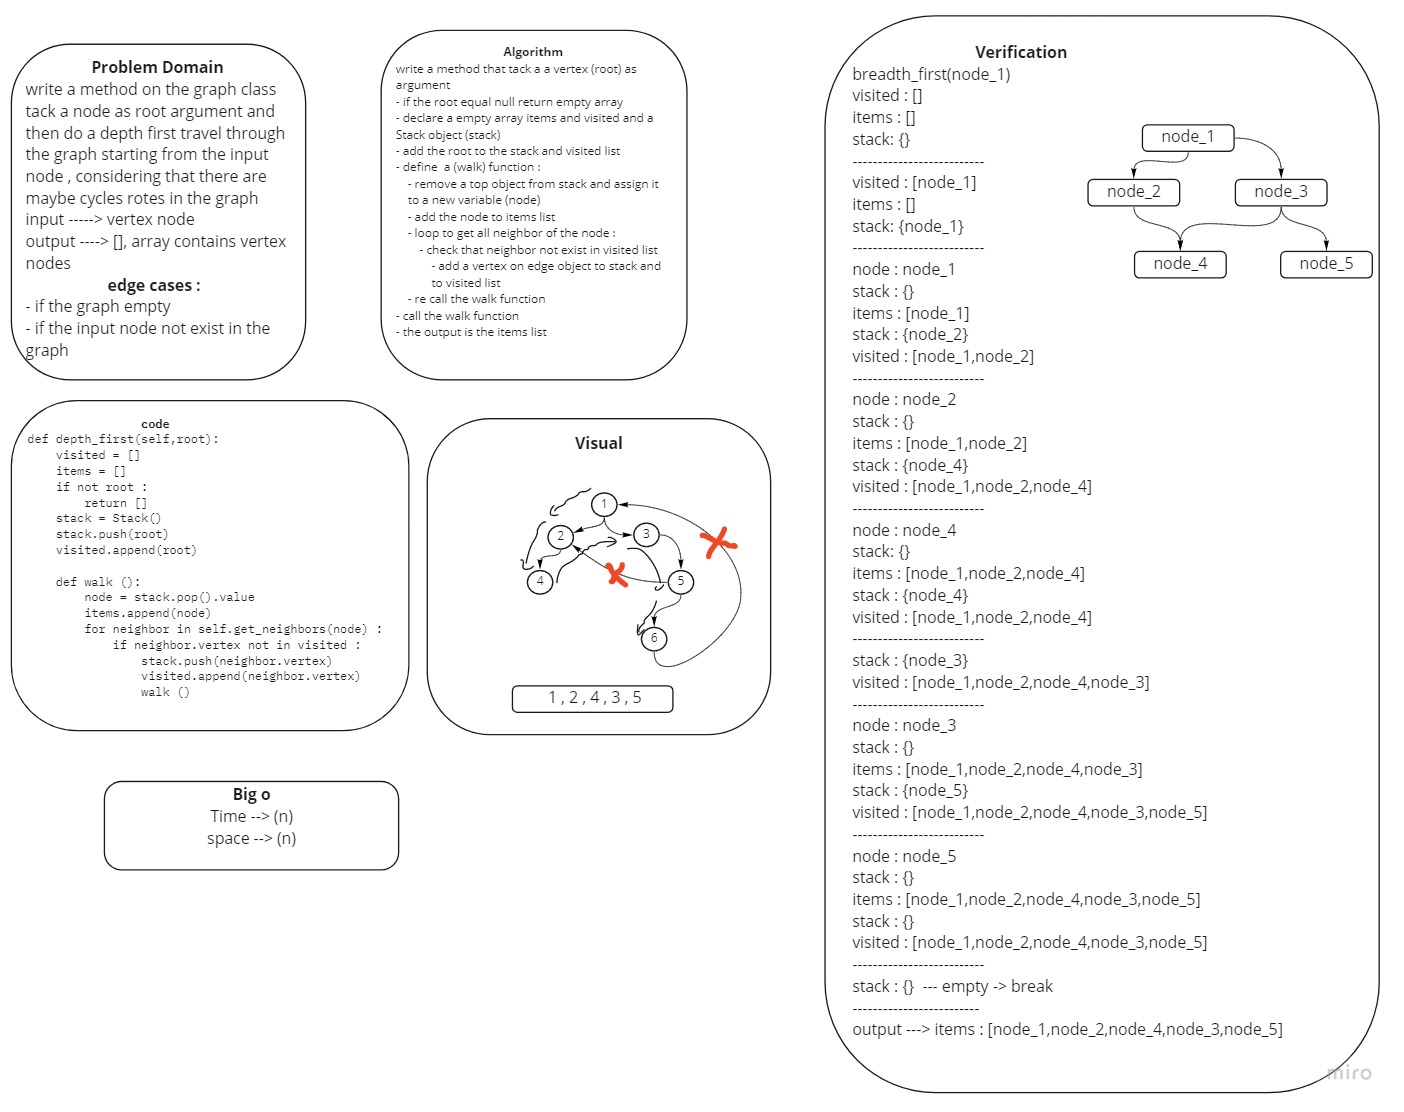 Problem Domain
write a method on the graph class
tack a node as root argument and
then do a depth first travel through
the graph starting from the input
node , considering that there are
maybe cycles rotes in the graph
input -----> vertex node
output ----> [], array contains vertex
nodes
edge cases :
- if the graph empty
- if the input node not exist in the
graph
Algorithm
write a method that tack a a vertex (root) as
argument
- if the root equal null return empty array
- declare a empty array items and visited and a
Stack object (stack)
- add the root to the stack and visited list
- define  a (walk) function :
- remove a top object from stack and assign it
to a new variable (node)
- add the node to items list
- loop to get all neighbor of the node :
- check that neighbor not exist in visited list
- add a vertex on edge object to stack and
to visited list
- re call the walk function
- call the walk function
- the output is the items list
code
def depth_first(self,root):
    visited = []
    items = []
    if not root :
        return []
    stack = Stack()
    stack.push(root)
    visited.append(root)
    def walk ():
        node = stack.pop().value
        items.append(node)
        for neighbor in self.get_neighbors(node) :
            if neighbor.vertex not in visited :
                stack.push(neighbor.vertex)
                visited.append(neighbor.vertex)
                walk ()
Visual
1
2
3
4
5
6
1 , 2 , 4 , 3 , 5
Big o
Time --> (n)
space --> (n)
Verification
breadth_first(node_1)
visited : []
items : []
stack: {}
-------------------------
visited : [node_1]
items : []
stack: {node_1}
-------------------------
node : node_1
stack : {}
items : [node_1]
stack : {node_2}
visited : [node_1,node_2]
-------------------------
node : node_2
stack : {}
items : [node_1,node_2]
stack : {node_4}
visited : [node_1,node_2,node_4]
-------------------------
node : node_4
stack: {}
items : [node_1,node_2,node_4]
stack : {node_4}
visited : [node_1,node_2,node_4]
-------------------------
stack : {node_3}
visited : [node_1,node_2,node_4,node_3]
-------------------------
node : node_3
stack : {}
items : [node_1,node_2,node_4,node_3]
stack : {node_5}
visited : [node_1,node_2,node_4,node_3,node_5]
-------------------------
node : node_5
stack : {}
items : [node_1,node_2,node_4,node_3,node_5]
stack : {}
visited : [node_1,node_2,node_4,node_3,node_5]
-------------------------
stack : {}  --- empty -> break
------------------------
output ---> items : [node_1,node_2,node_4,node_3,node_5]
node_1
node_2
node_3
node_4
node_5
miro